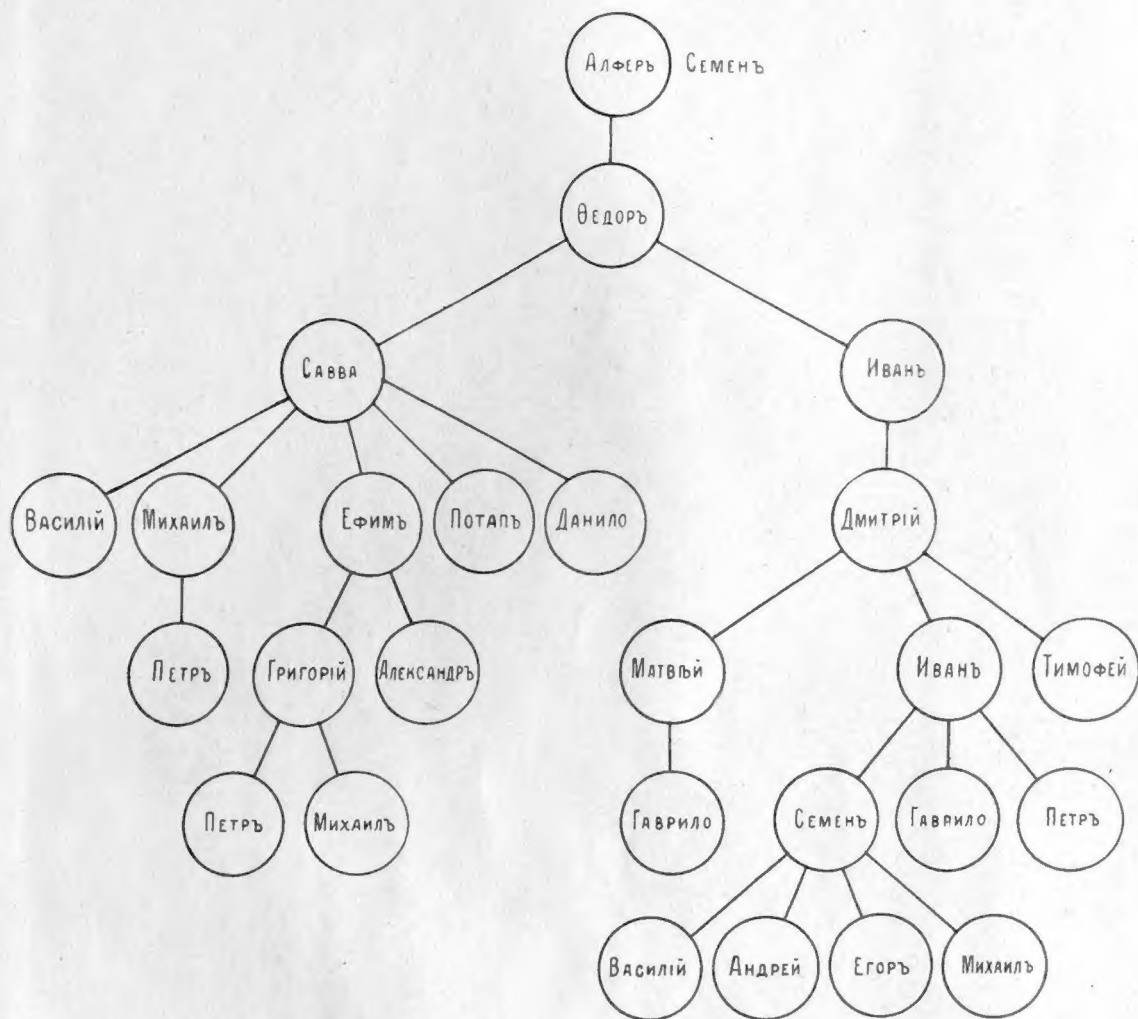 Алферъ Семенъ
Ѳедоръ
Савва Иванъ
Василій Михаилъ Ефимъ Потапъ Данило Дмитрій
Петръ Григорій Александръ Матвѣй Иванъ Тимофей
Петръ Михаилъ Гаврило Семенъ Гаврило Петръ
Василій Андрей Егоръ Михаилъ